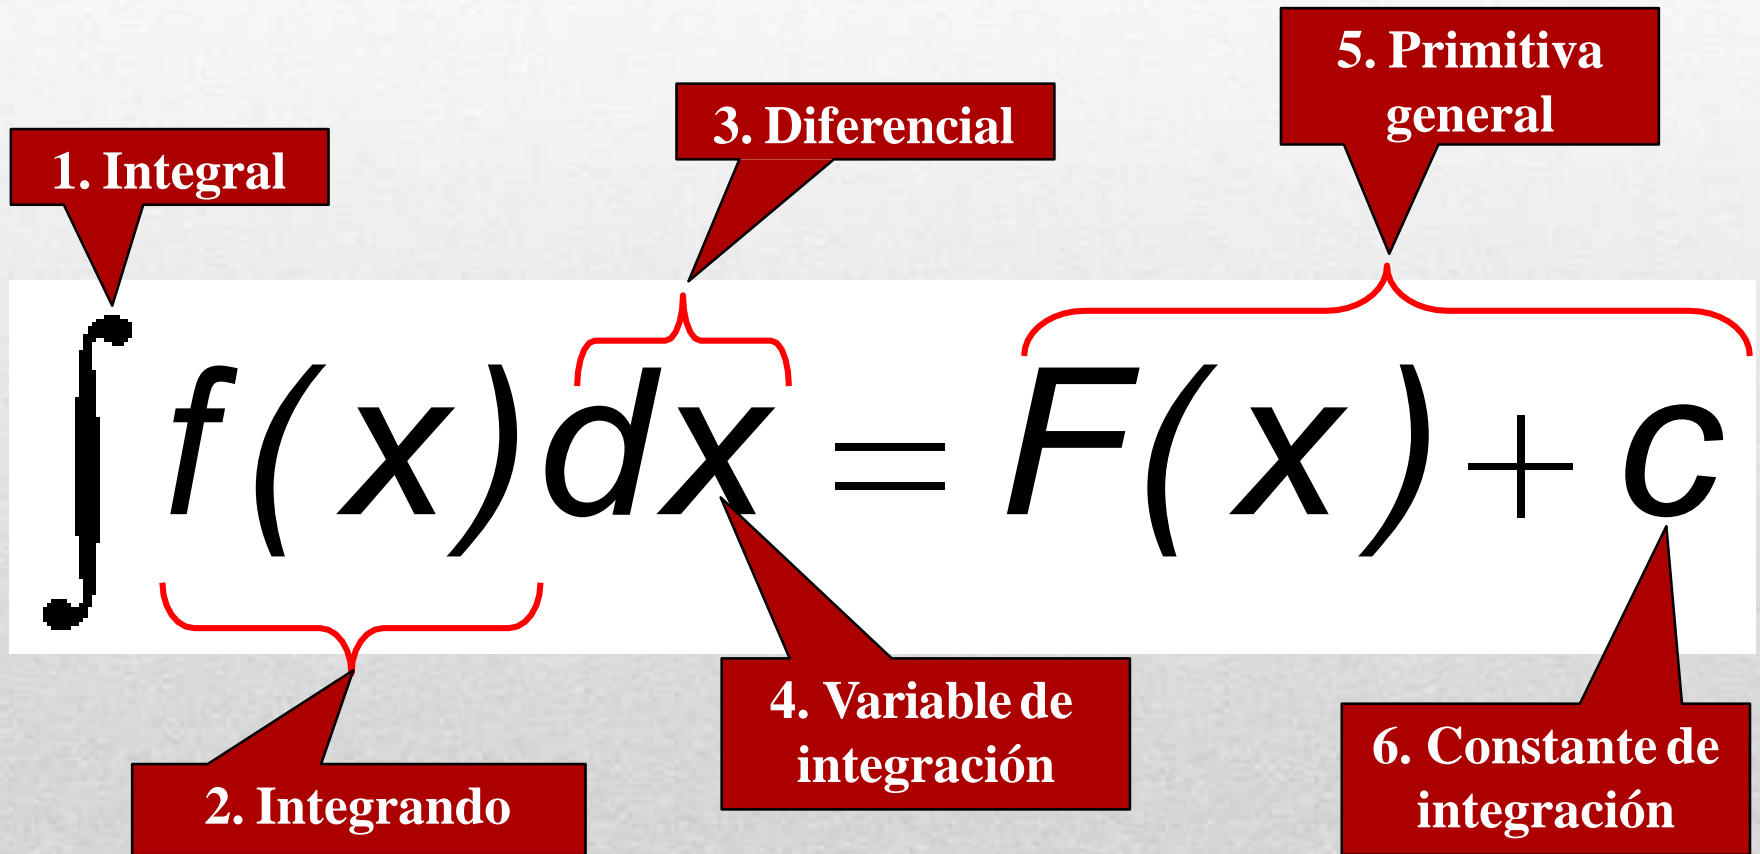 5. Primitiva
general
3. Diferencial
1. Integral
∫ f(x)dx = F(x) + c
4. Variable de
integración
6. Constante de
integración
2. Integrando